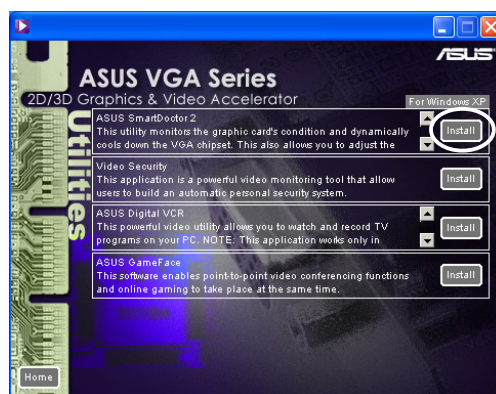 ASUS
ASUS VGA Series
2D/3D Graphics & Video Accelerator
For Windows XP
Utilities
ASUS SmartDoctor 2
This utility monitors the graphic card's condition and dynamically
cools down the VGA chipset. This also allows you to adjust the
Install
Video Security
This application is a powerful video monitoring tool that allow
users to build an automatic personal security system.
Install
ASUS Digital VCR
This powerful video utility allows you to watch and record TV
programs on your PC. NOTE: This application works only in
Install
ASUS GameFace
This software enables point-to-point video conferencing functions
and online gaming to take place at the same time.
Install
Home